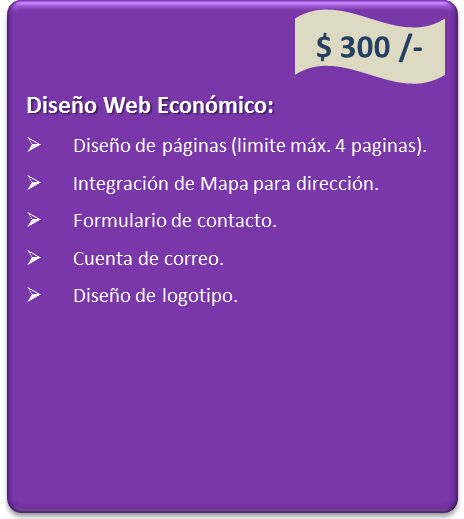 $ 300 /-
Diseño Web Económico:
Diseño de páginas (limite máx. 4 paginas).
Integración de Mapa para dirección.
Formulario de contacto.
Cuenta de correo.
Diseño de logotipo.